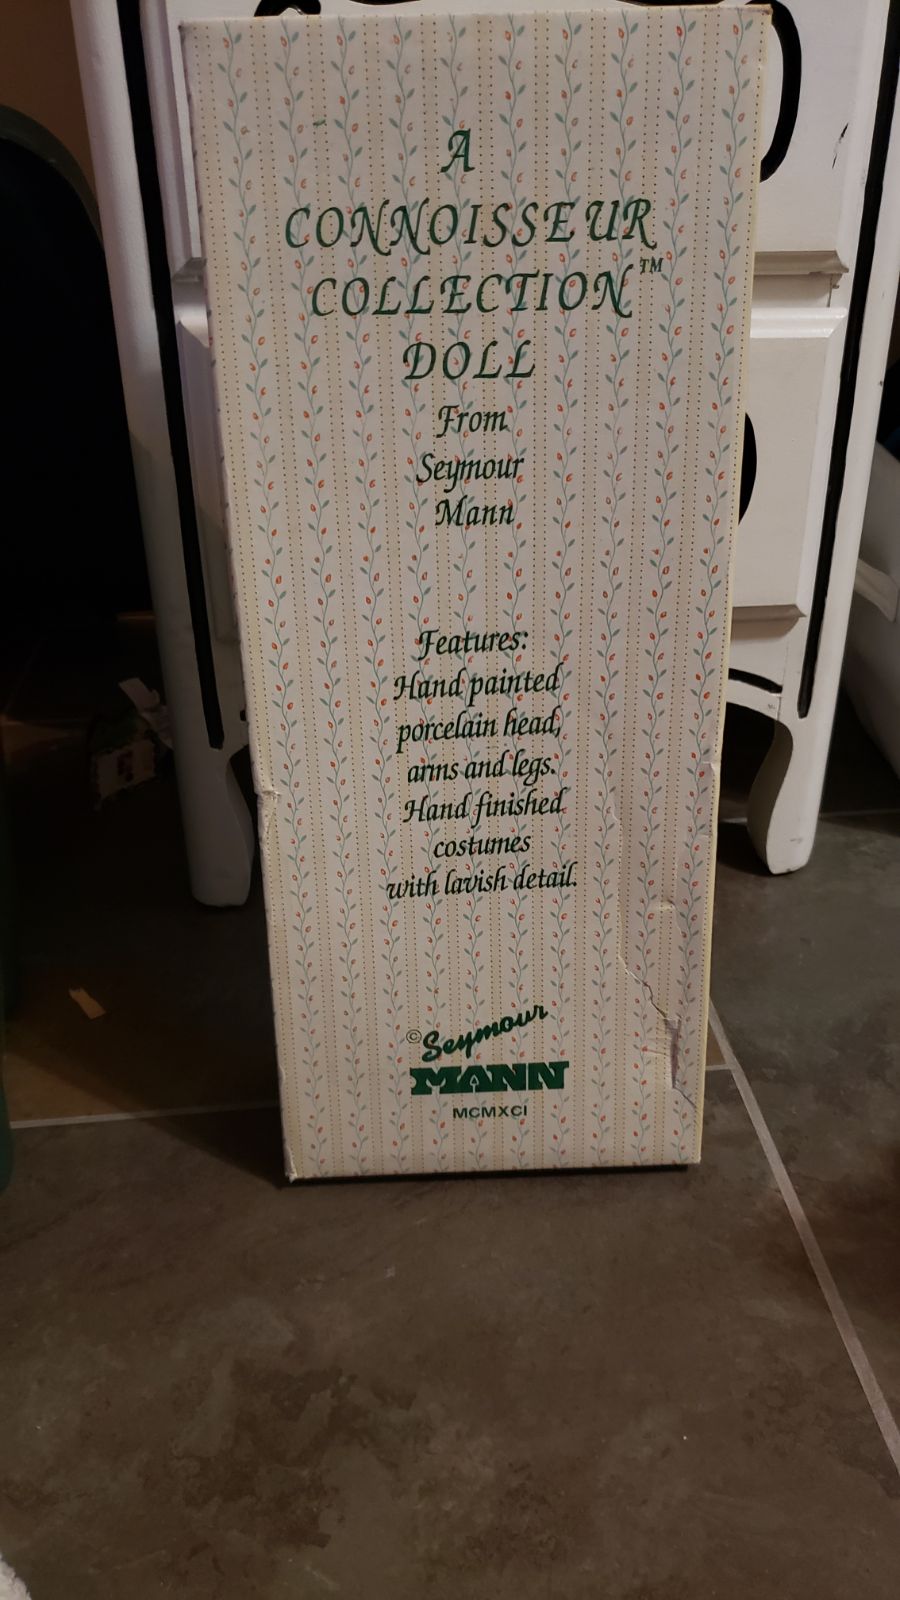 A
CONNOISSEUR
COLLECTION™
DOLL
From
Seymour
Mann
Features:
Hand painted
porcelain head,
arms and legs.
Hand finished
costumes
with lavish detail.
© Seymour
MANN
MCMXCI